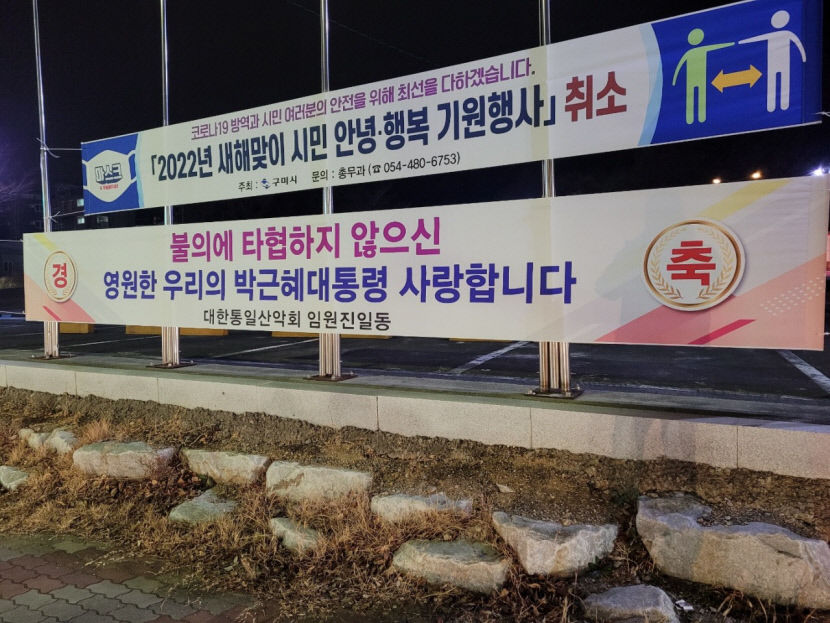 코로나19 방역과 시민 여러분의 안전을 위해 최선을 다하겠습니다.
마스크
「2022년 새해맞이 시민 안녕·행복 기원행사」 취소
주최 : 구미시 문의 : 총무과 (☎ 054-480-6753)
불의에 타협하지 않으신
경
영원한 우리의 박근혜대통령 사랑합니다
축
대한통일산악회 임원진일동